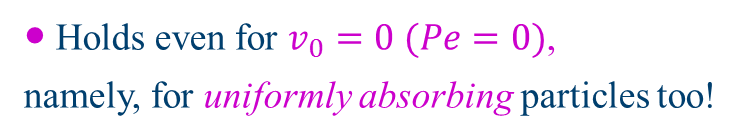 • Holds even for v₀ = 0 (Pe = 0),
namely, for uniformly absorbing particles too!